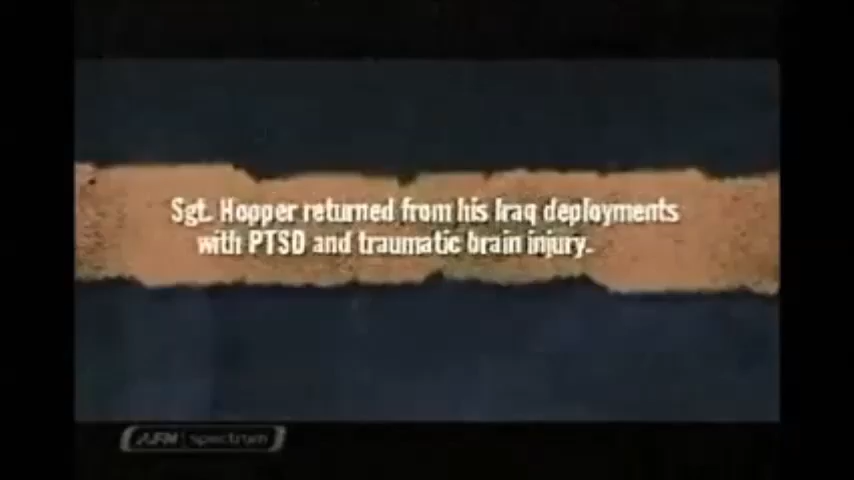 Sgt. Hopper returned from his Iraq deployments
with PTSD and traumatic brain injury.
AFN spectrum